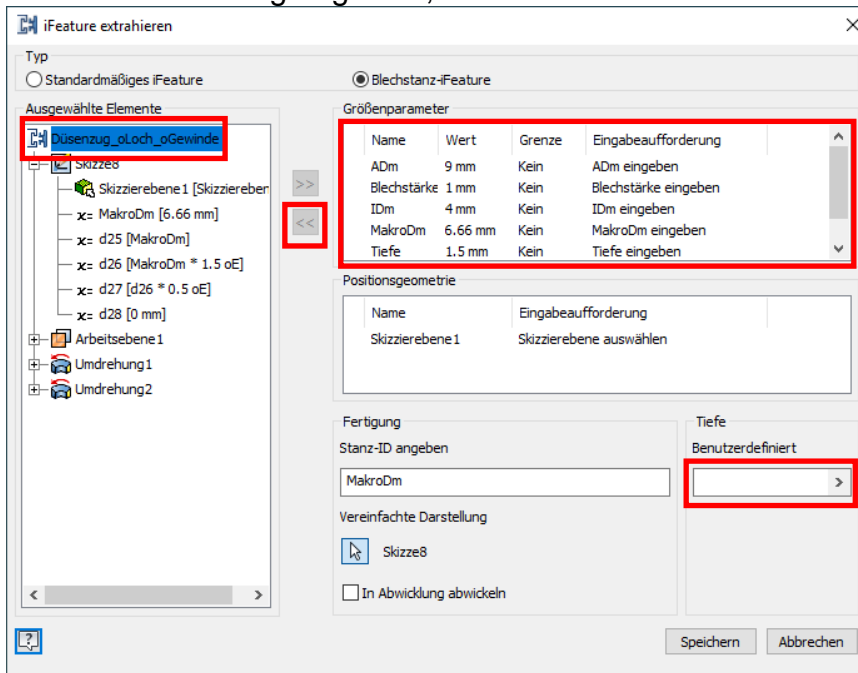 iFeature extrahieren
Typ
Standardmäßiges iFeature
Blechstanz-iFeature
Ausgewählte Elemente
Düsenzug_oLoch_oGewinde
Skizze8
Skizzierebene1 [Skizziereber
x= MakroDm [6.66 mm]
x= d25 [MakroDm]
x= d26 [MakroDm * 1.5 oE]
x= d27 [d26 * 0.5 oE]
x= d28 [0 mm]
Arbeitsebene1
Umdrehung1
Umdrehung2
>>
<<
Größenparameter
Name Wert Grenze Eingabeaufforderung
ADm 9 mm Kein ADm eingeben
Blechstärke 1 mm Kein Blechstärke eingeben
IDm 4 mm Kein IDm eingeben
MakroDm 6.66 mm Kein MakroDm eingeben
Tiefe 1.5 mm Kein Tiefe eingeben
Positionsgeometrie
Name Eingabeaufforderung
Skizzierebene1 Skizzierebene auswählen
Fertigung
Stanz-ID angeben
MakroDm
Vereinfachte Darstellung
Skizze8
In Abwicklung abwickeln
Tiefe
Benutzerdefiniert
?
Speichern
Abbrechen